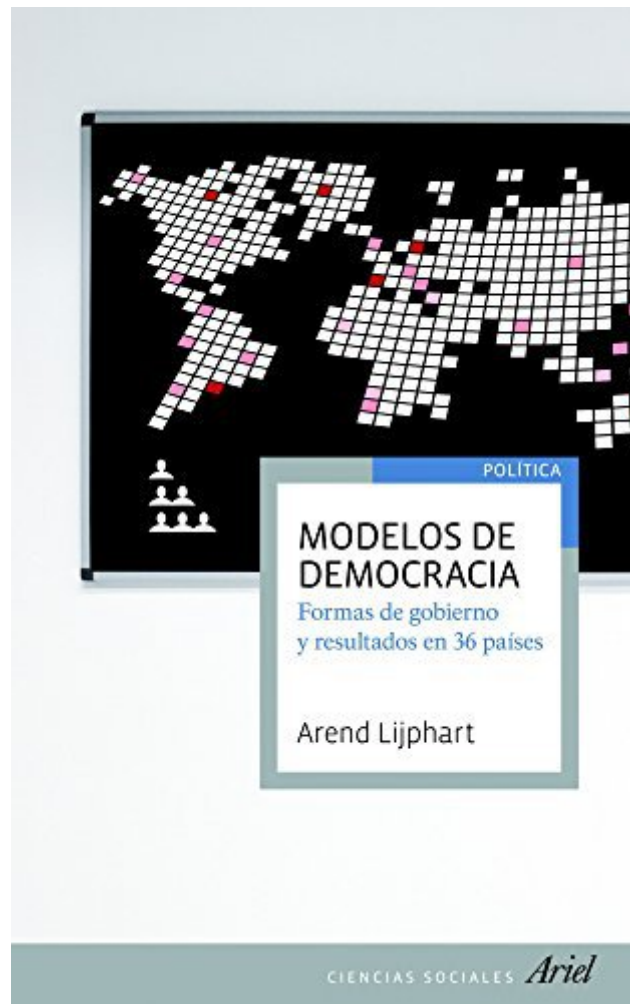 POLÍTICA
MODELOS DE
DEMOCRACIA
Formas de gobierno
y resultados en 36 países
Arend Lijphart
CIENCIAS SOCIALES Ariel